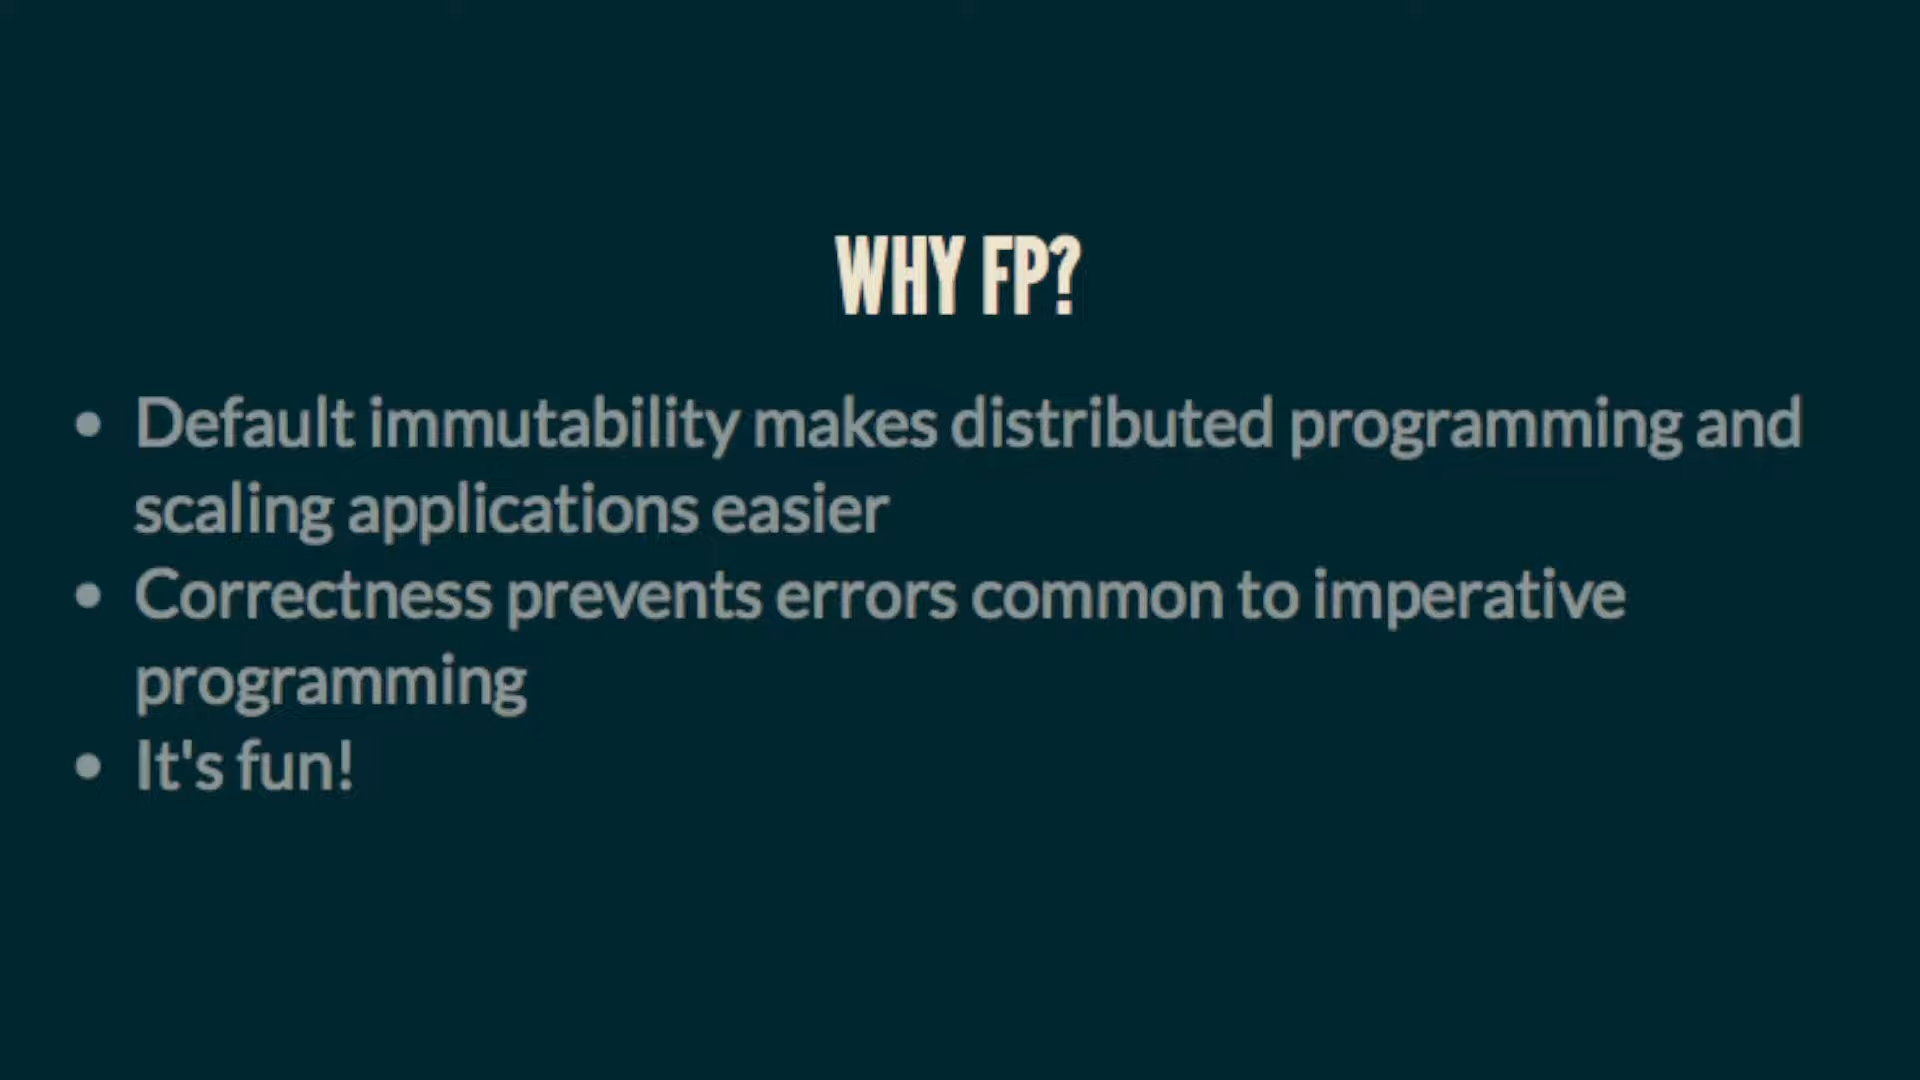 WHY FP?
• Default immutability makes distributed programming and
scaling applications easier
• Correctness prevents errors common to imperative
programming
• It's fun!